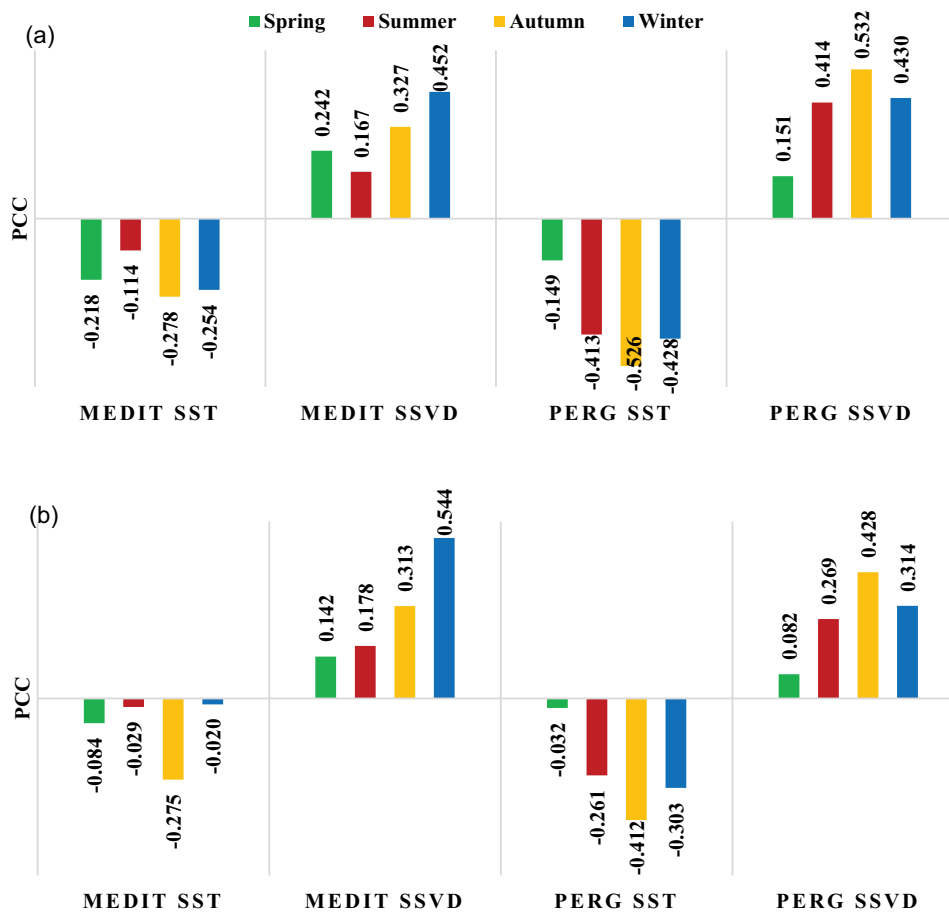 Spring Summer Autumn Winter
(a)
PCC
-0.218 -0.114 -0.278 -0.254
0.242 0.167 0.327 0.452
-0.149 -0.413 -0.526 -0.428
0.151 0.414 0.532 0.430
MEDIT SST MEDIT SSVD PERG SST PERG SSVD
(b)
PCC
-0.084 -0.029 -0.275 -0.020
0.142 0.178 0.313 0.544
-0.032 -0.261 -0.412 -0.303
0.082 0.269 0.428 0.314
MEDIT SST MEDIT SSVD PERG SST PERG SSVD